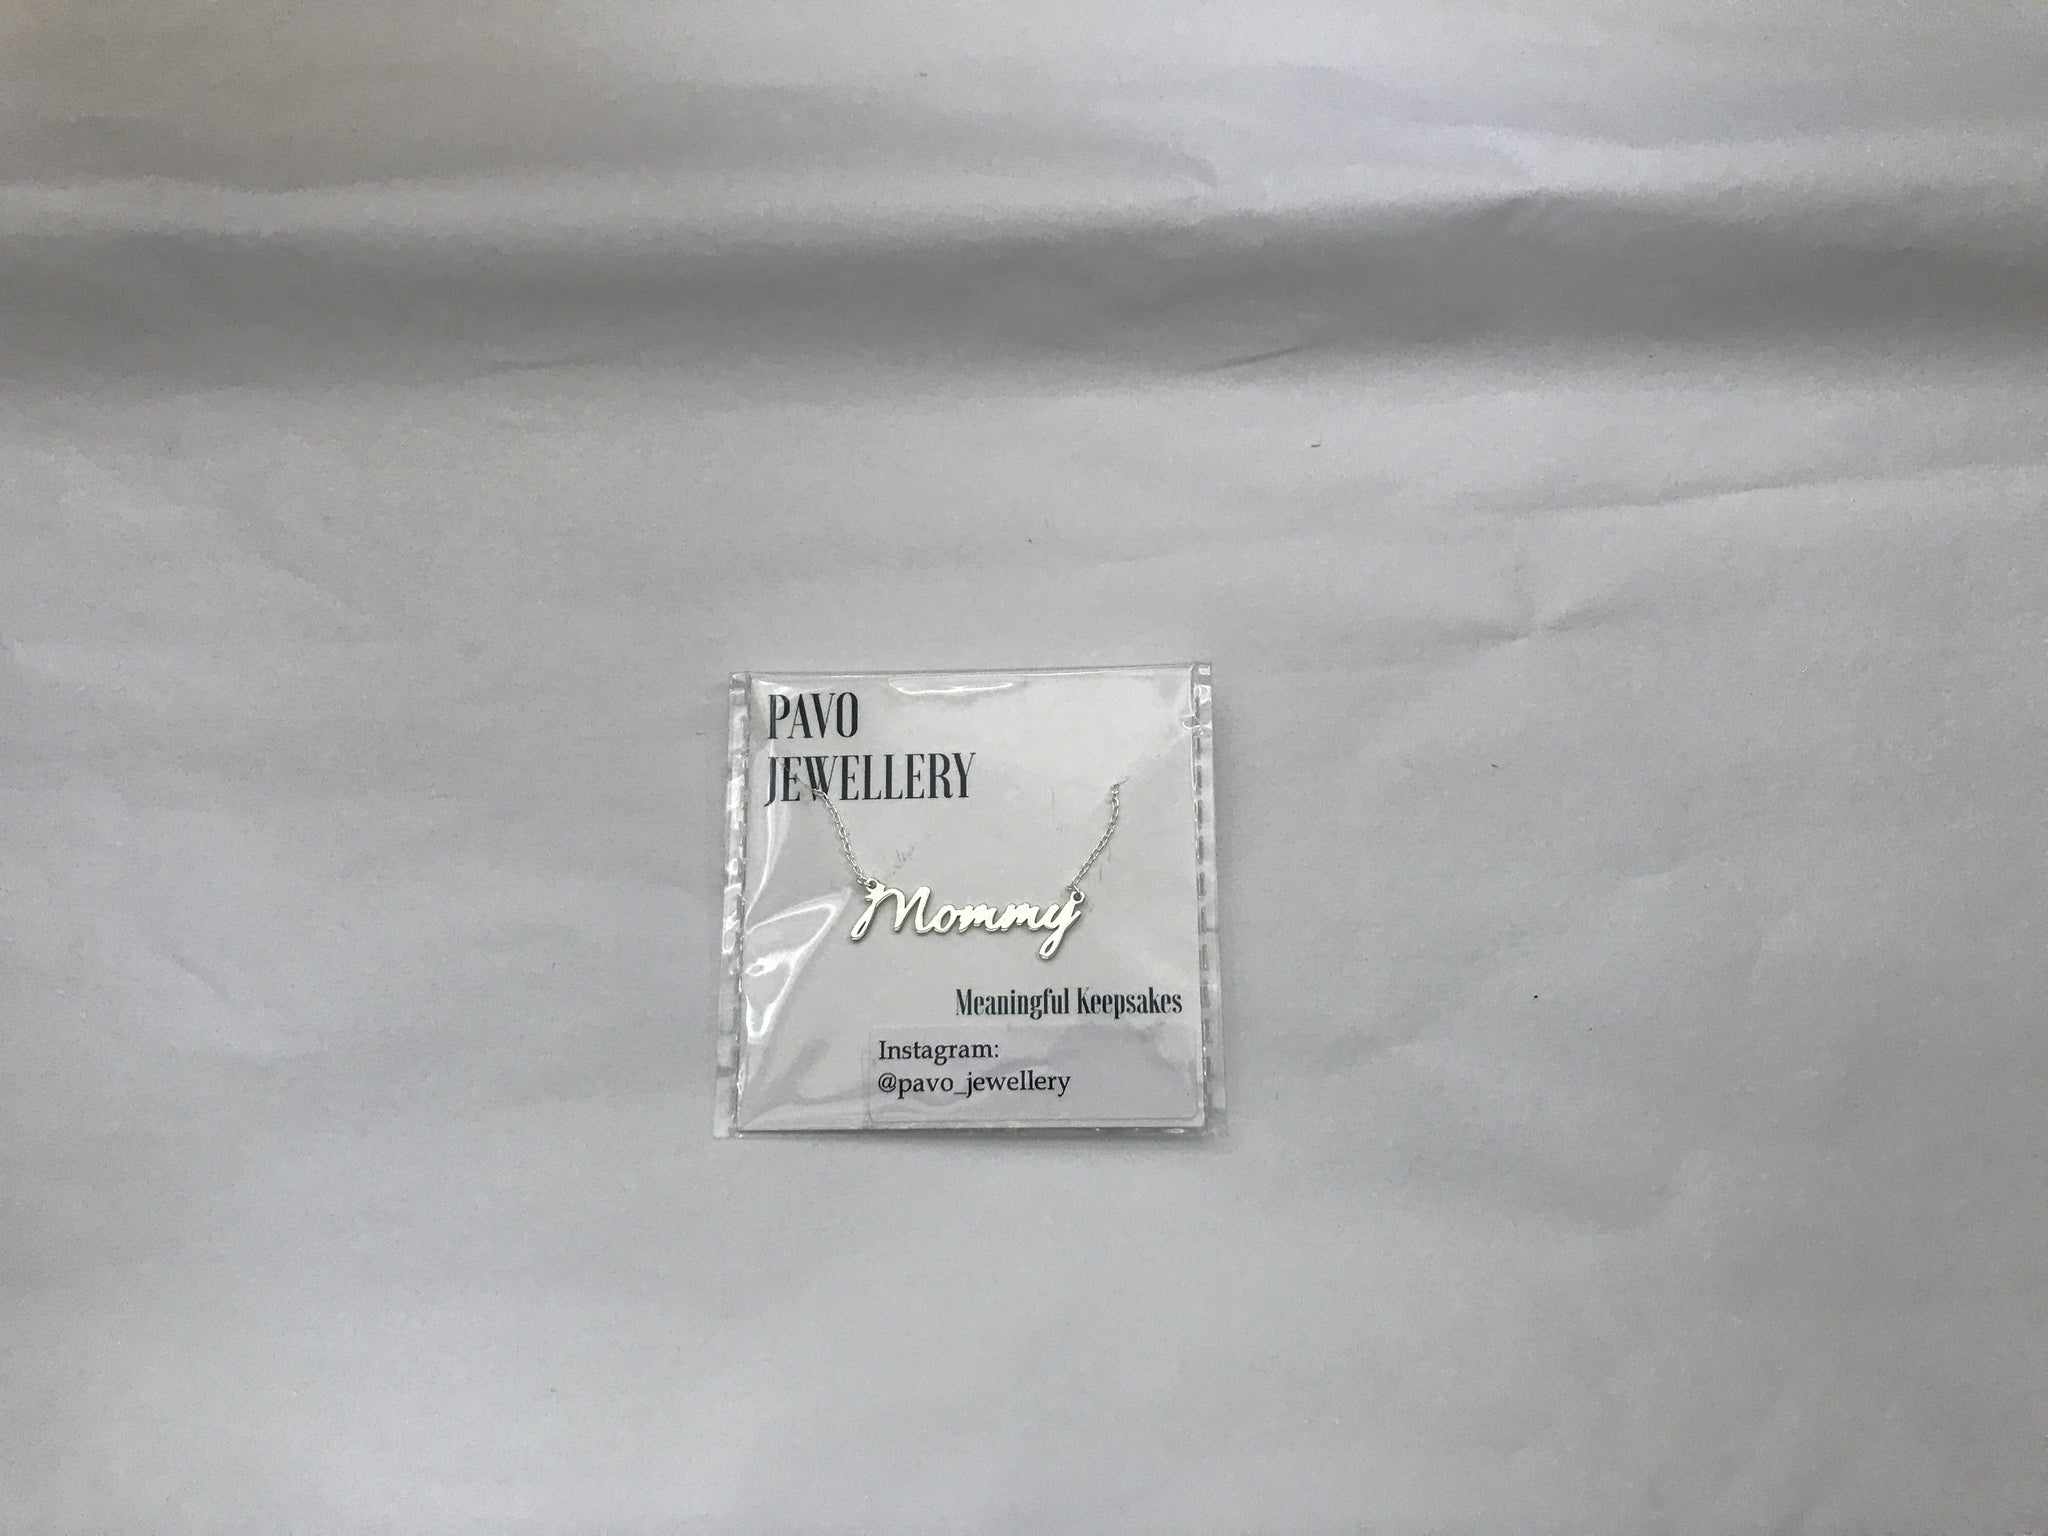 PAVO
JEWELLERY
Mommy
Meaningful Keepsakes
Instagram:
@pavo_jewellery